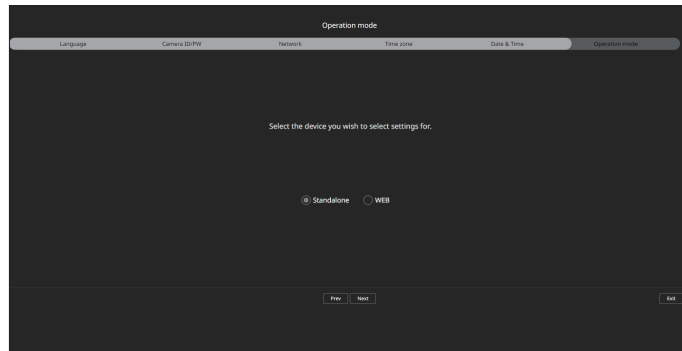 Operation mode
Language Camera ID/PW Network Time zone Date & Time Operation mode
Select the device you wish to select settings for.
Standalone WEB
Prev Next Exit